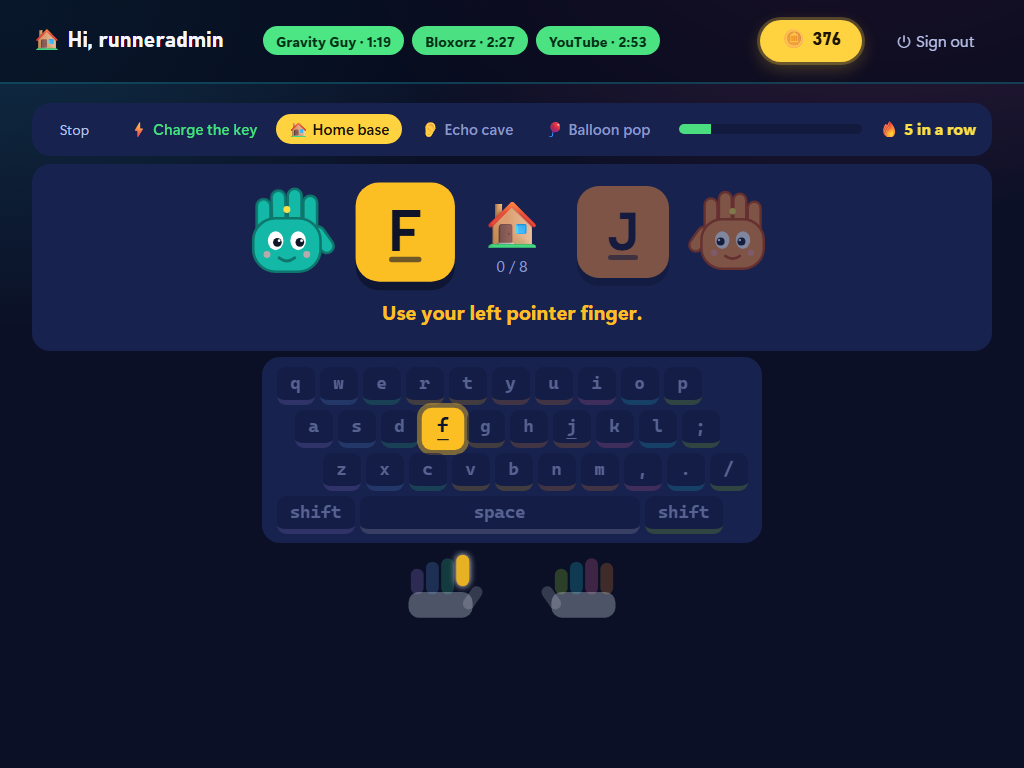 Hi, runneradmin
Gravity Guy · 1:19
Bloxorz · 2:27
YouTube · 2:53
376
Sign out
Stop
Charge the key
Home base
Echo cave
Balloon pop
5 in a row
F
J
0 / 8
Use your left pointer finger.
q w e r t y u i o p
a s d f g h j k l ;
z x c v b n m , . /
shift space shift